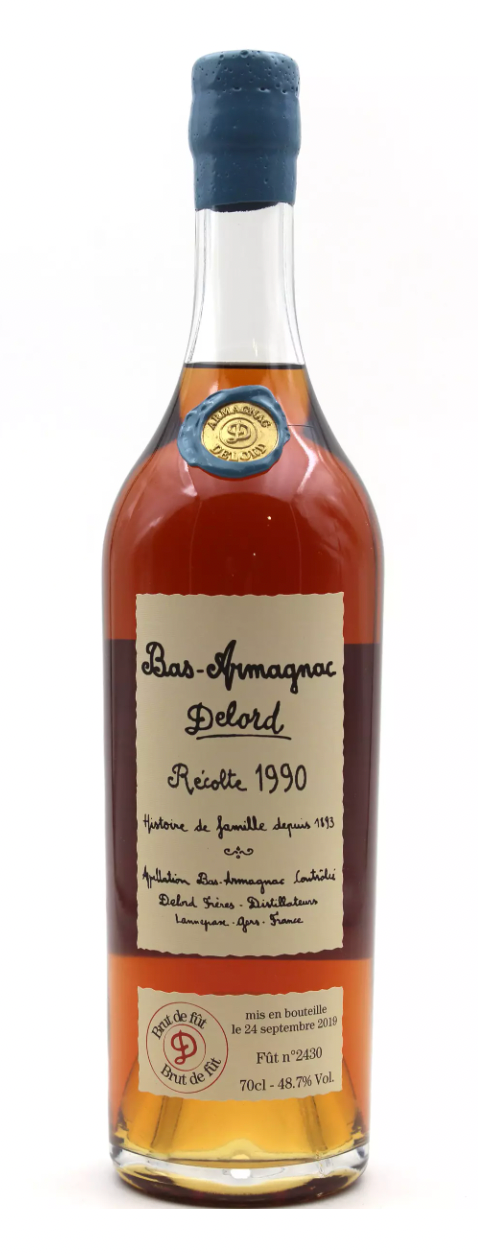 ARMAGNAC
D
DELORD
Bas-Armagnac
Delord
Récolte 1990
Histoire de famille depuis 1893
Apellation Bas-Armagnac Contrôlée
Delord Frères - Distillateurs
Lannepax - Gers - France
Brut de fût
D
Brut de fût
mis en bouteille
le 24 septembre 2019
Fût n°2430
70cl - 48.7% Vol.